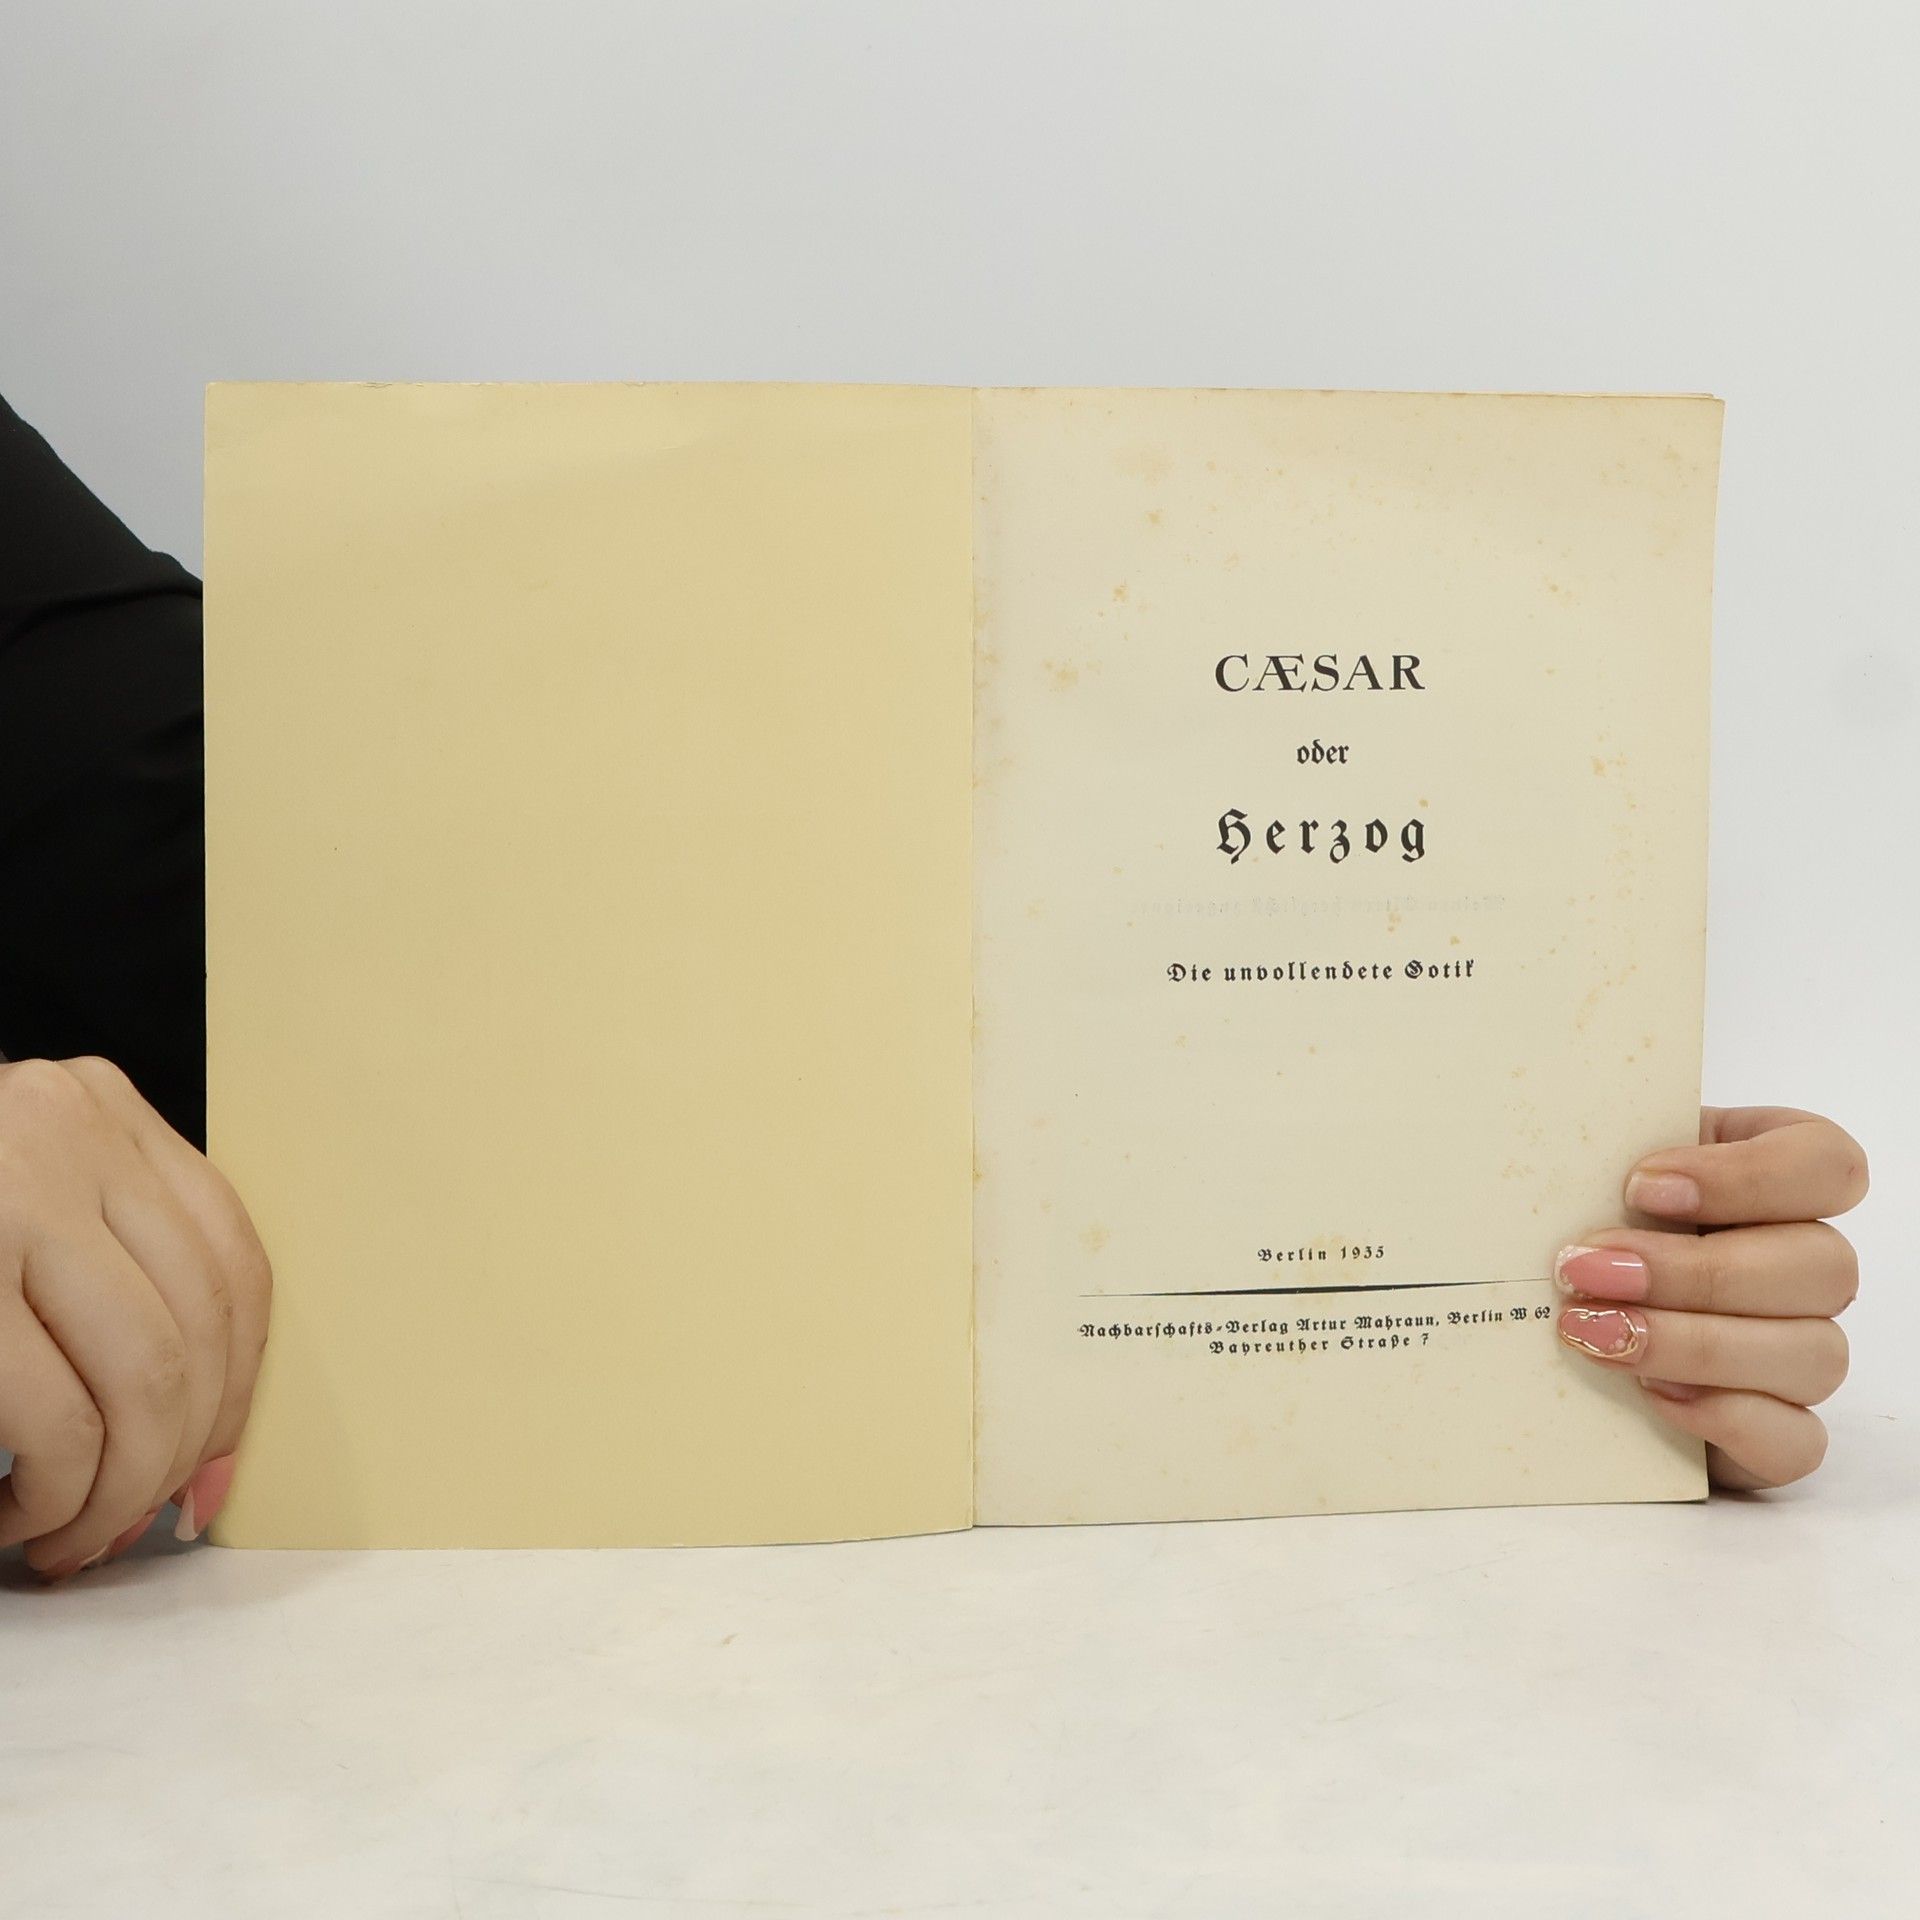 CÆSAR
oder
Herzog
Die unvollendete Gotik
Berlin 1935
Nachbarschafts-Verlag Artur Mahraun, Berlin W 62
Bayreuther Straße 7